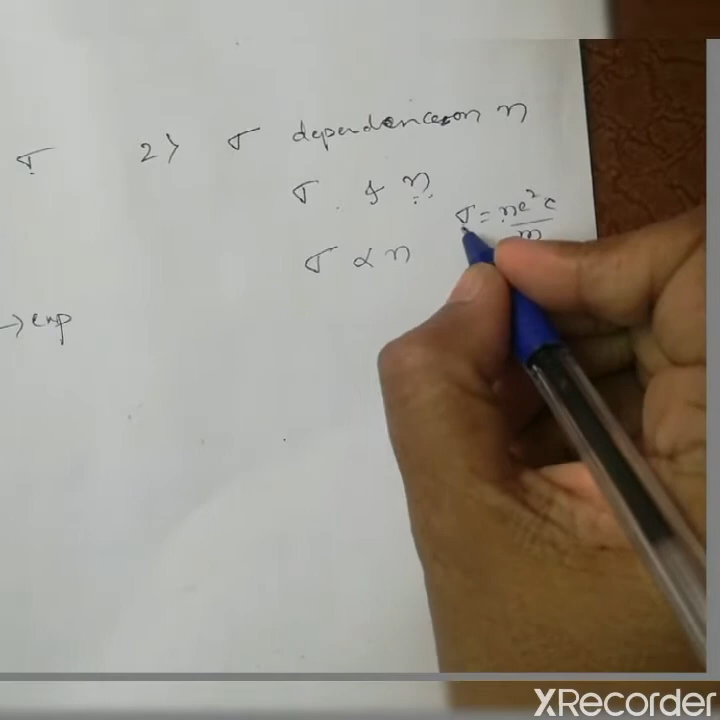 σ
2) σ dependence on n
σ & n
σ = ne²τ/m
σ ∝ n
→ exp
XRecorder